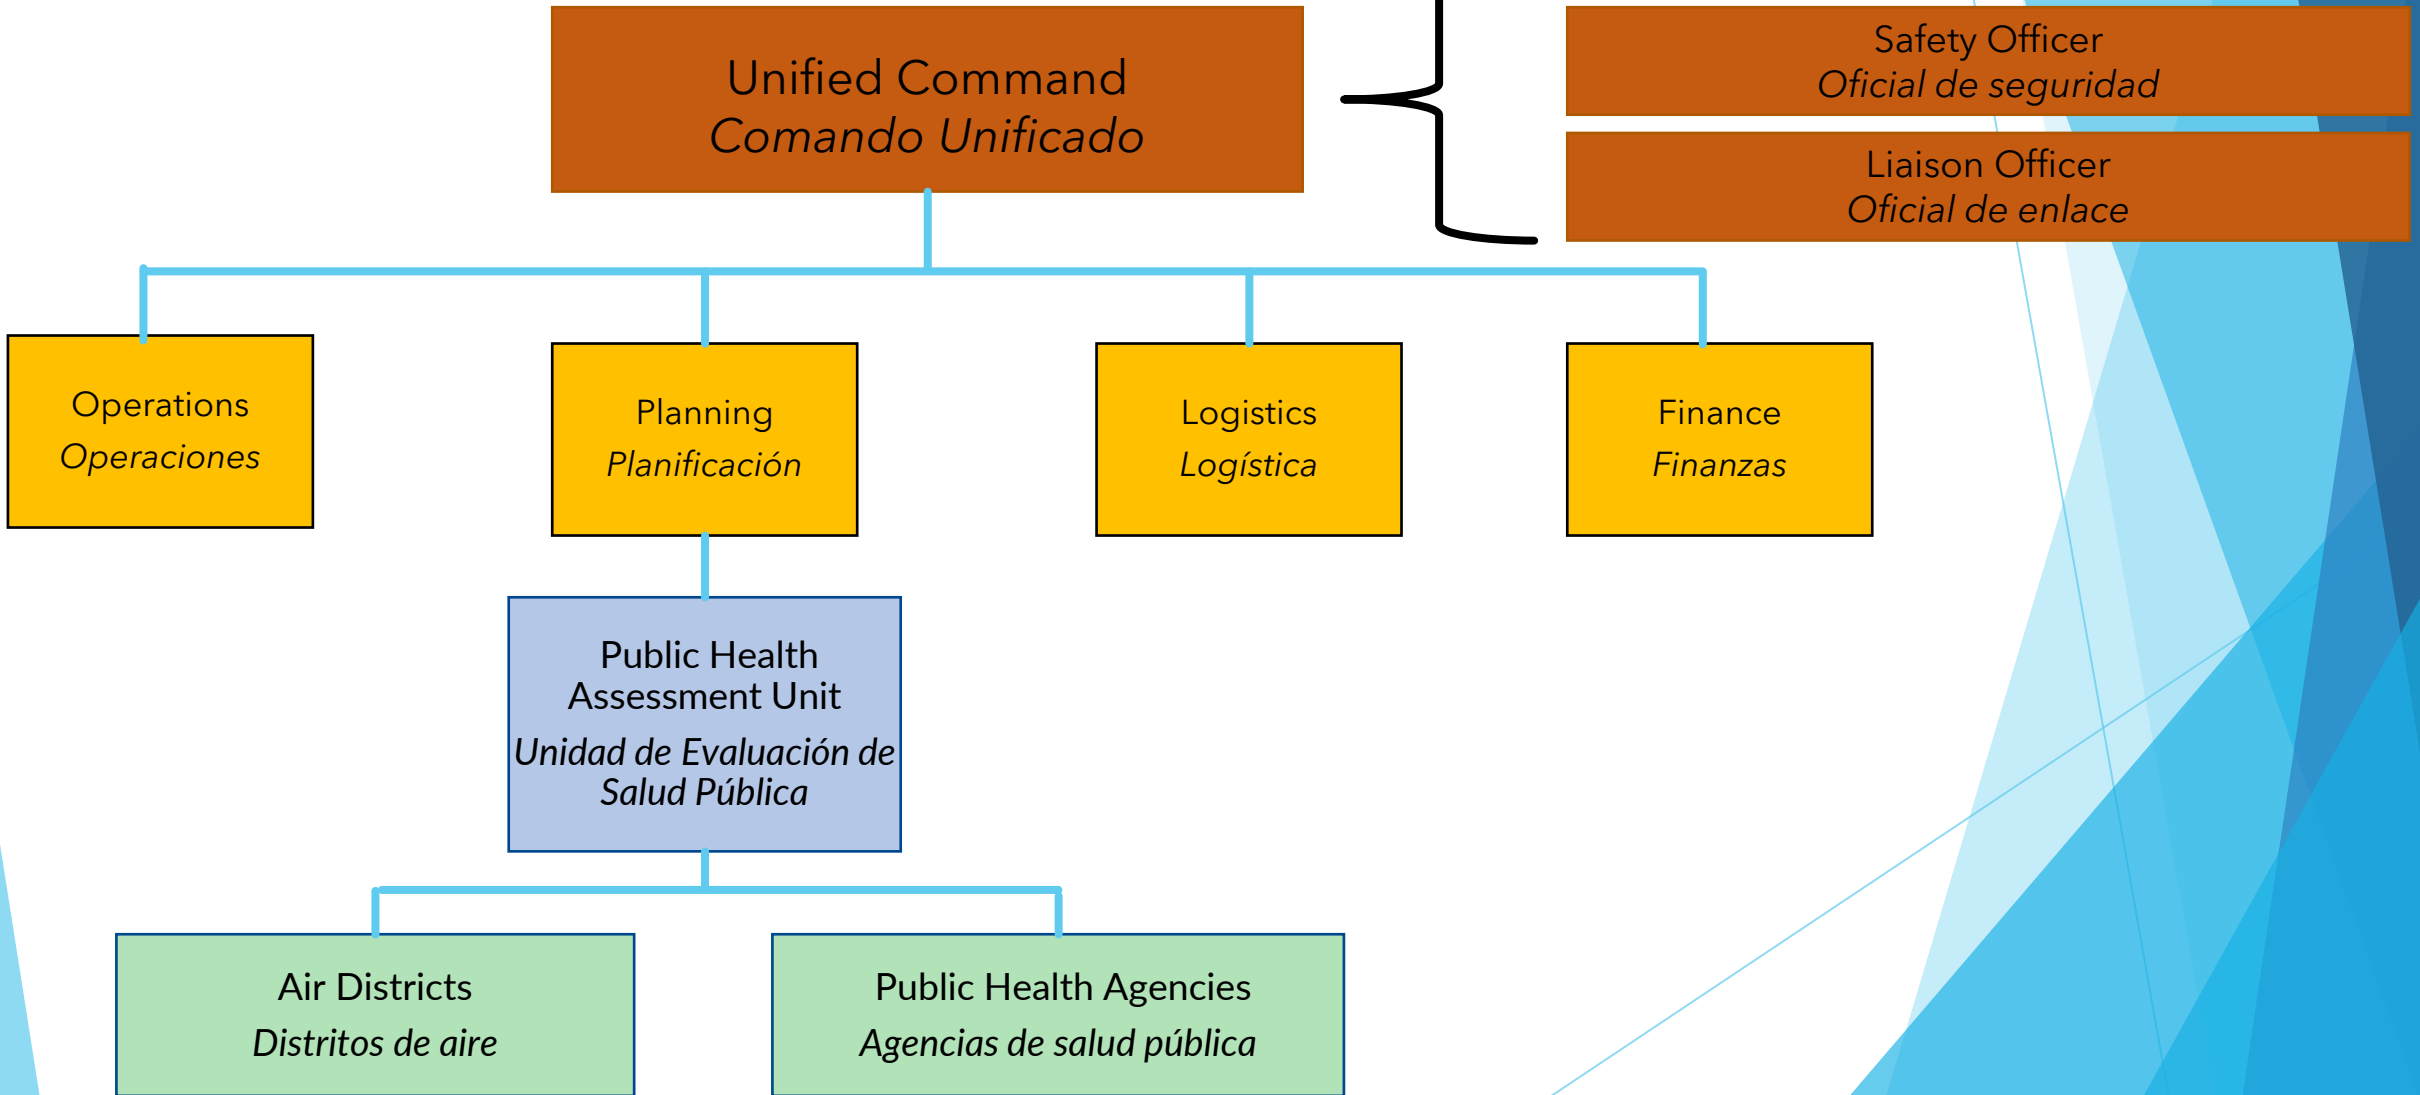 Unified Command
Comando Unificado
Safety Officer
Oficial de seguridad
Liaison Officer
Oficial de enlace
Operations
Operaciones
Planning
Planificación
Logistics
Logística
Finance
Finanzas
Public Health
Assessment Unit
Unidad de Evaluación de
Salud Pública
Air Districts
Distritos de aire
Public Health Agencies
Agencias de salud pública